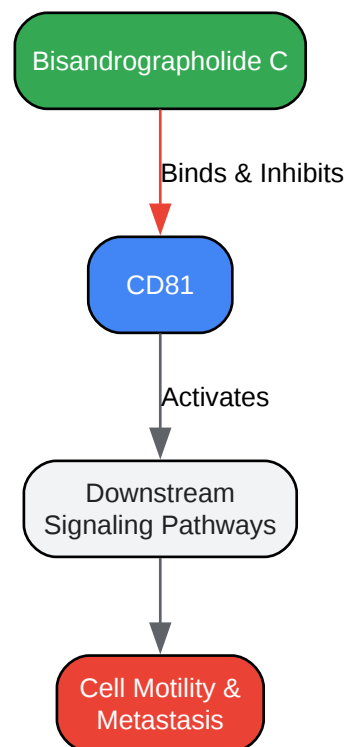 Bisandrographolide C
Binds & Inhibits
CD81
Activates
Downstream
Signaling Pathways
Cell Motility &
Metastasis